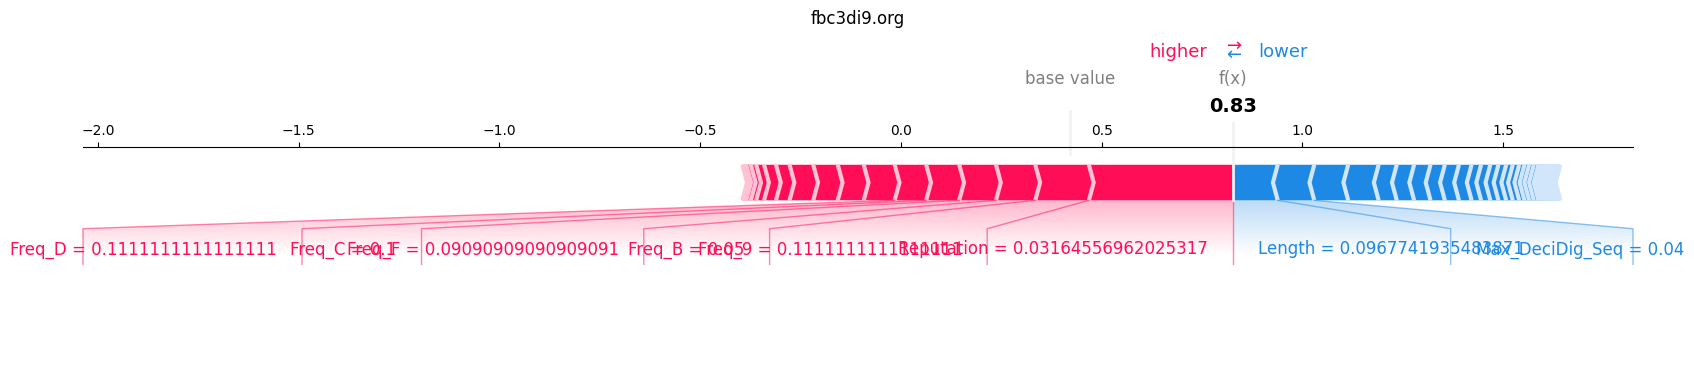 fbc3di9.org
higher ⇄ lower
base value f(x)
0.83
−2.0 −1.5 −1.0 −0.5 0.0 0.5 1.0 1.5
Freq_D = 0.1111111111111111 Freq_C = 0.1 Freq_F = 0.09090909090909091 Freq_B = 0.05 Freq_9 = 0.1111111111111111 Reputation = 0.03164556962025317 Length = 0.0967741935483871 Max_DeciDig_Seq = 0.04